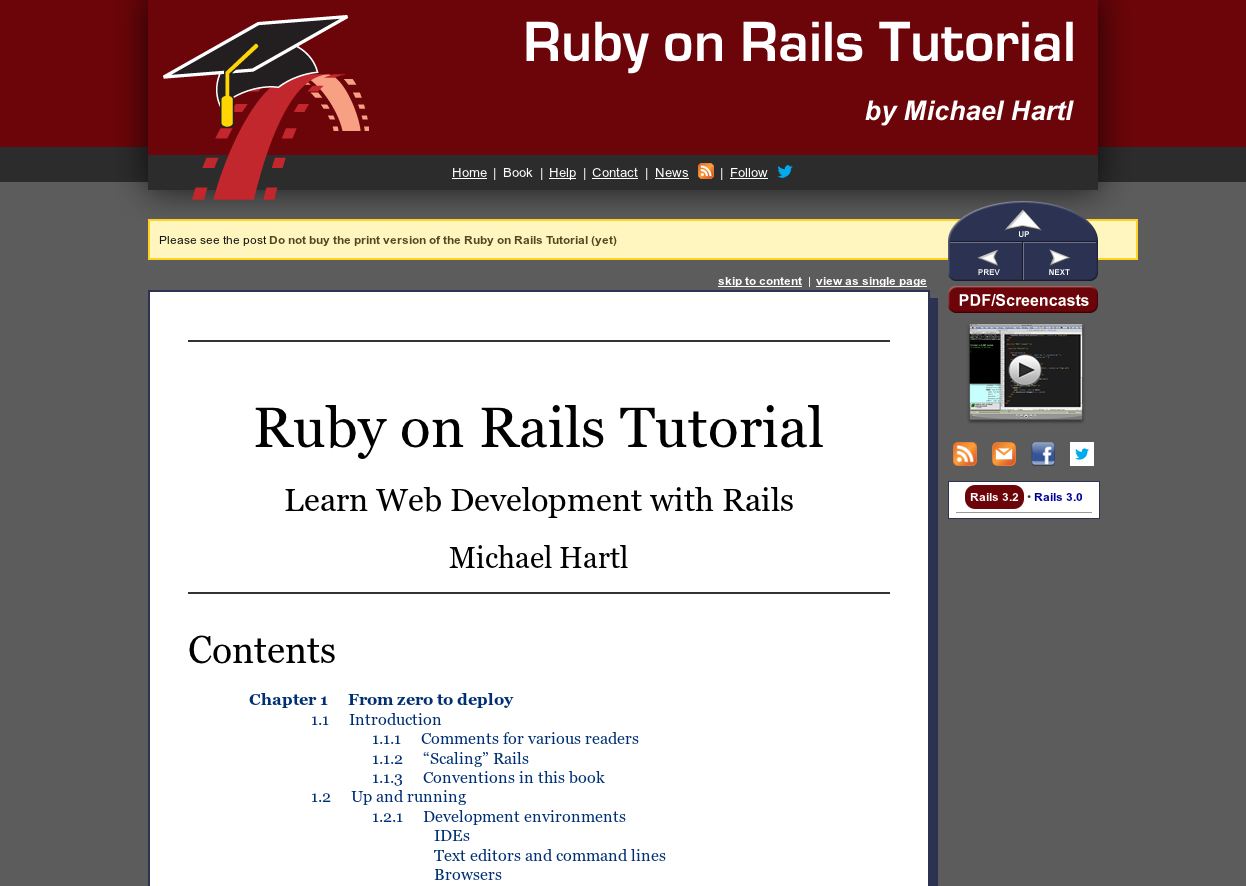 Ruby on Rails Tutorial
by Michael Hartl
Home | Book | Help | Contact | News | Follow
Please see the post Do not buy the print version of the Ruby on Rails Tutorial (yet)
UP
PREV NEXT
skip to content | view as single page
PDF/Screencasts
Rails 3.2 • Rails 3.0
Ruby on Rails Tutorial
Learn Web Development with Rails
Michael Hartl
Contents
Chapter 1 From zero to deploy
1.1 Introduction
1.1.1 Comments for various readers
1.1.2 “Scaling” Rails
1.1.3 Conventions in this book
1.2 Up and running
1.2.1 Development environments
IDEs
Text editors and command lines
Browsers